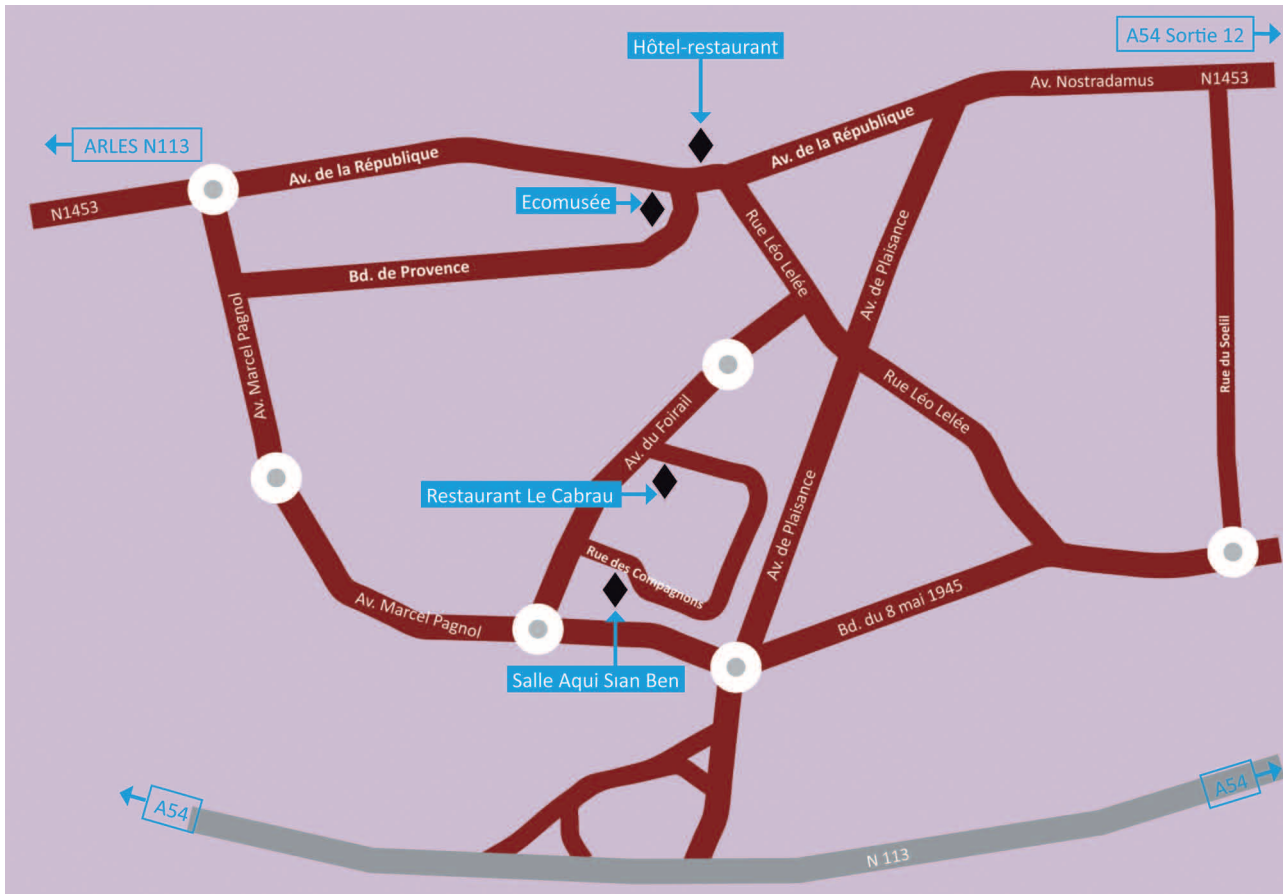 Hôtel-restaurant
A54 Sortie 12
Av. Nostradamus
N1453
ARLES N113
Av. de la République
Av. de la République
Ecomusée
N1453
Rue Léo Lelée
Av. de Plaisance
Bd. de Provence
Av. Marcel Pagnol
Rue du Soelil
Rue Léo Lelée
Av. du Foirail
Restaurant Le Cabrau
Av. de Plaisance
Rue des Compagnons
Av. Marcel Pagnol
Bd. du 8 mai 1945
Salle Aqui Sian Ben
A54
A54
N 113